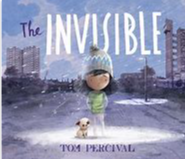 The
INVISIBLE
TOM PERCIVAL